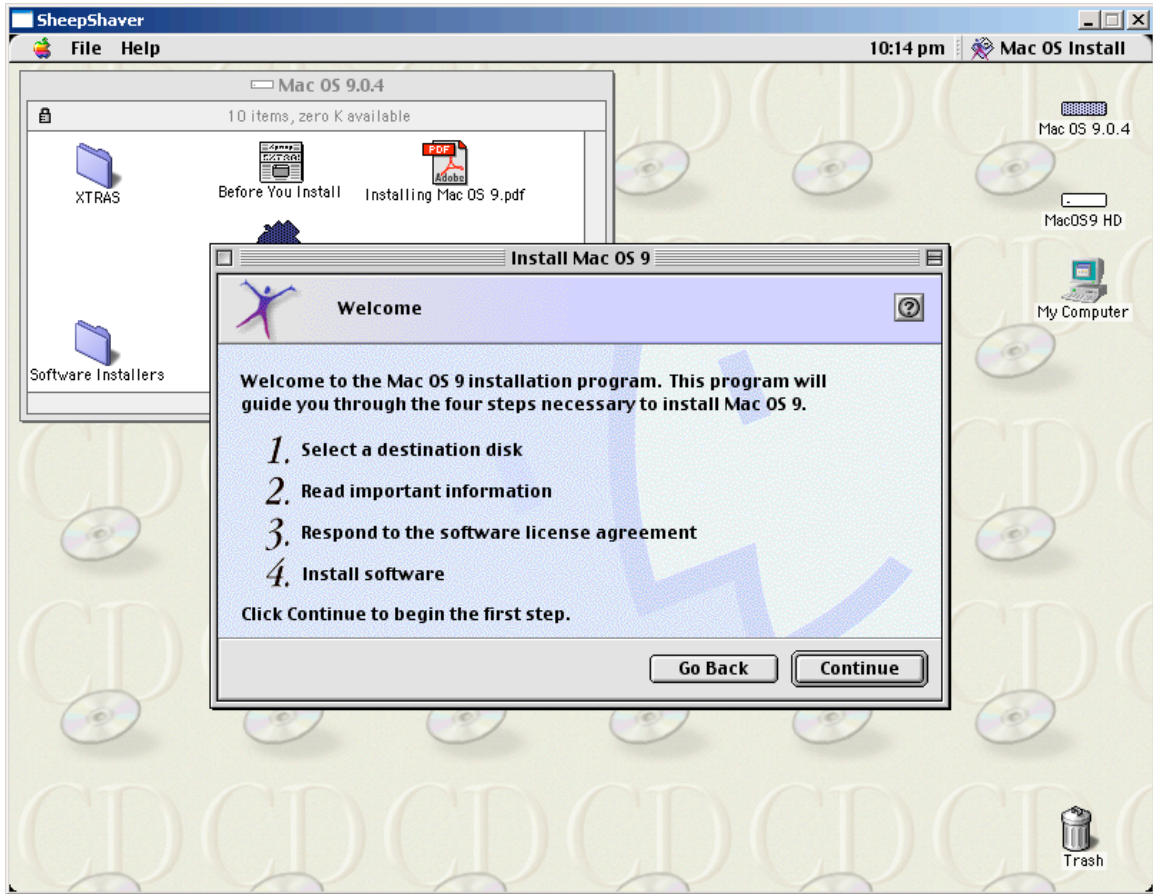 SheepShaver
File Help
10:14 pm
Mac OS Install
Mac OS 9.0.4
10 items, zero K available
XTRAS
Before You Install
Installing Mac OS 9.pdf
Software Installers
Mac OS 9.0.4
MacOS9 HD
My Computer
Install Mac OS 9
Welcome
Welcome to the Mac OS 9 installation program. This program will
guide you through the four steps necessary to install Mac OS 9.
1. Select a destination disk
2. Read important information
3. Respond to the software license agreement
4. Install software
Click Continue to begin the first step.
Go Back
Continue
Trash